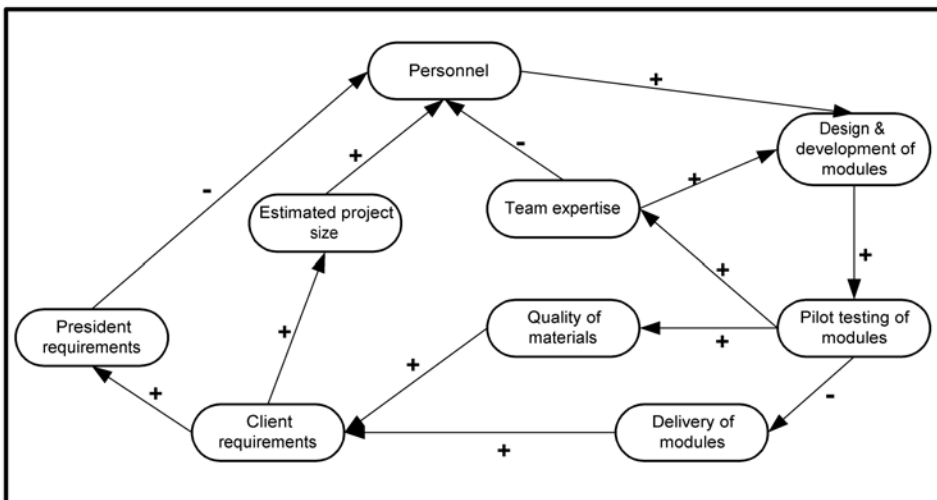 Personnel
+
Design &
development of
modules
+
-
+
-
Estimated project
size
Team expertise
+
+
+
President
requirements
+
Quality of
materials
+
Pilot testing of
modules
+
+
-
Client
requirements
+
Delivery of
modules